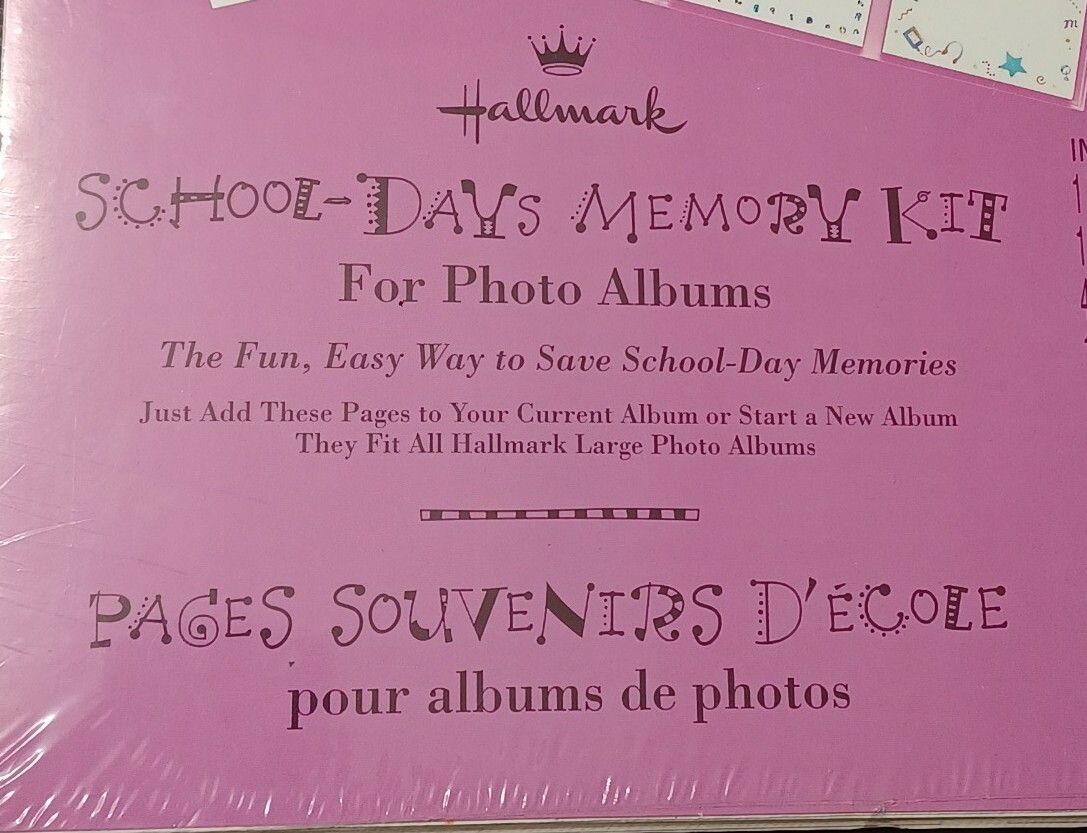 Hallmark
SCHOOL-DAYS MEMORY KIT
For Photo Albums
The Fun, Easy Way to Save School-Day Memories
Just Add These Pages to Your Current Album or Start a New Album
They Fit All Hallmark Large Photo Albums
PAGES SOUVENIRS D'ÉCOLE
pour albums de photos